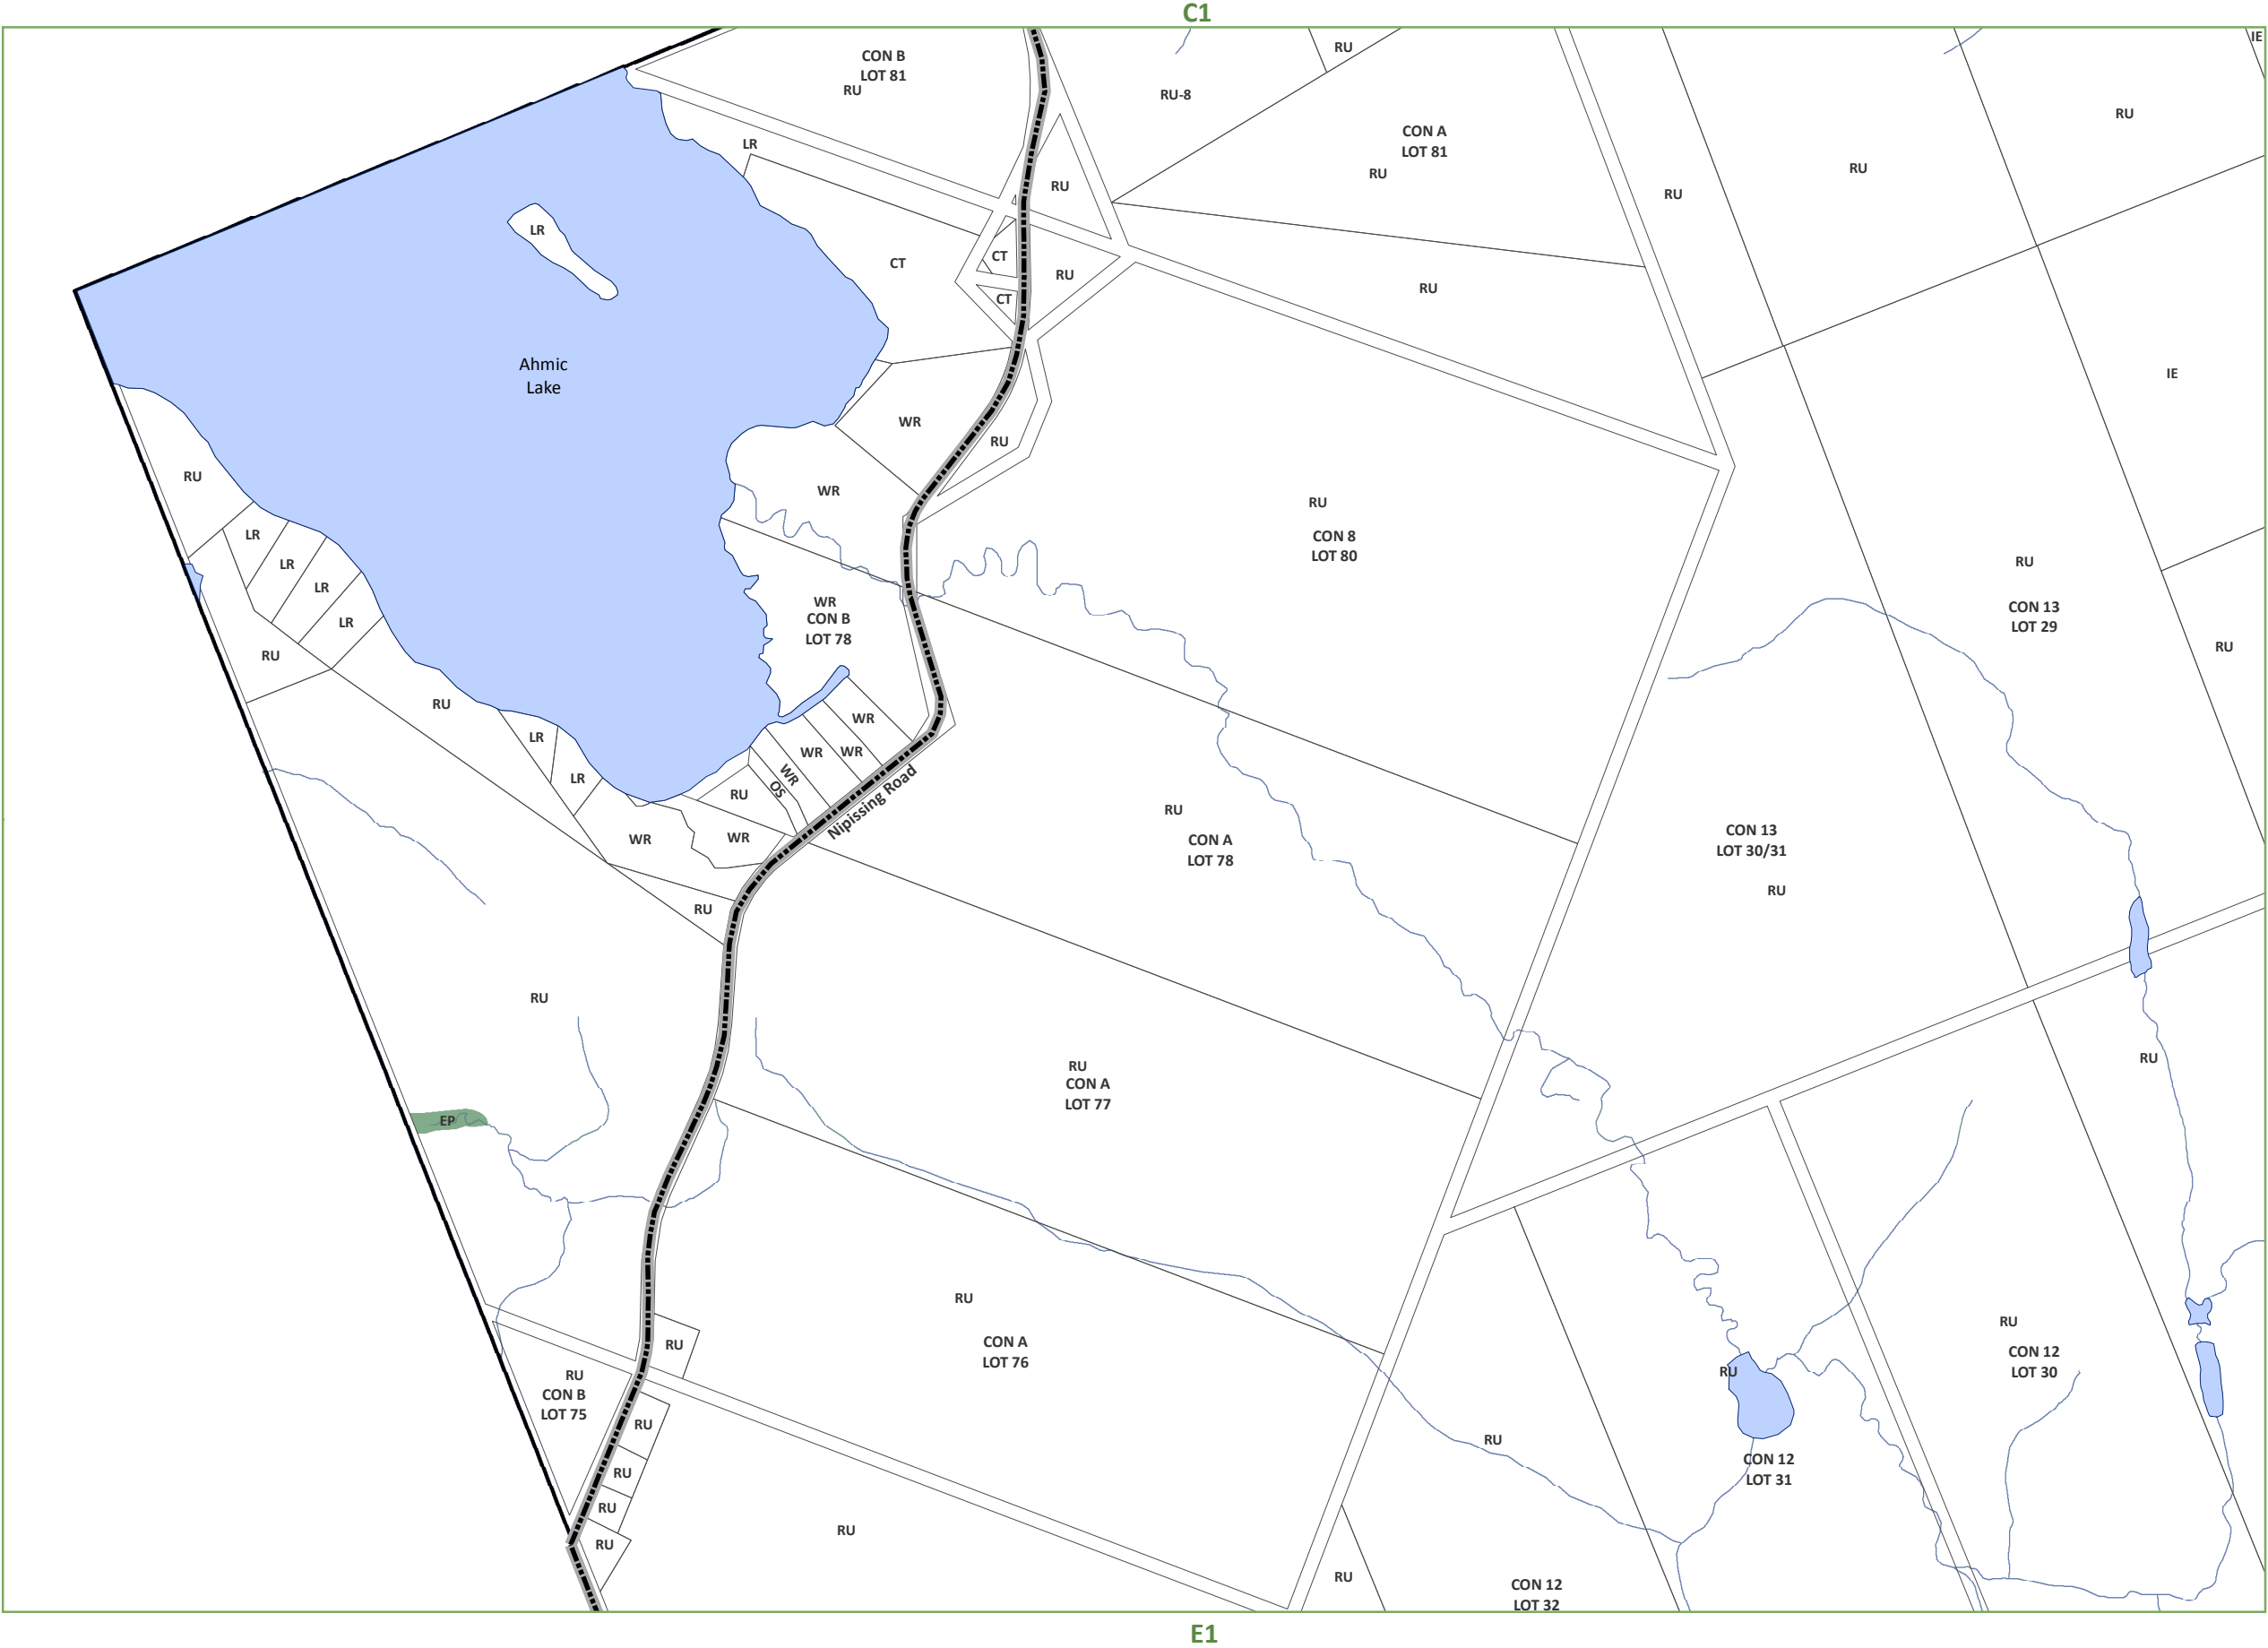 C1
IE
RU
CON B
LOT 81
RU
RU-8
RU
CON A
LOT 81
LR
RU
RU
RU
RU
RU
LR
CT
CT
RU
CT
RU
Ahmic
Lake
IE
WR
RU
RU
WR
RU
CON 8
LOT 80
LR
LR
LR
LR
RU
CON 13
LOT 29
WR
CON B
LOT 78
RU
RU
RU
WR
LR
WR
WR
LR
WR
OS
RU
Nipissing Road
WR
WR
RU
CON A
LOT 78
CON 13
LOT 30/31
RU
RU
RU
RU
RU
CON A
LOT 77
EP
RU
CON A
LOT 76
RU
RU
CON 12
LOT 30
RU
RU
CON B
LOT 75
RU
RU
RU
CON 12
LOT 31
RU
RU
RU
RU
RU
CON 12
LOT 32
E1